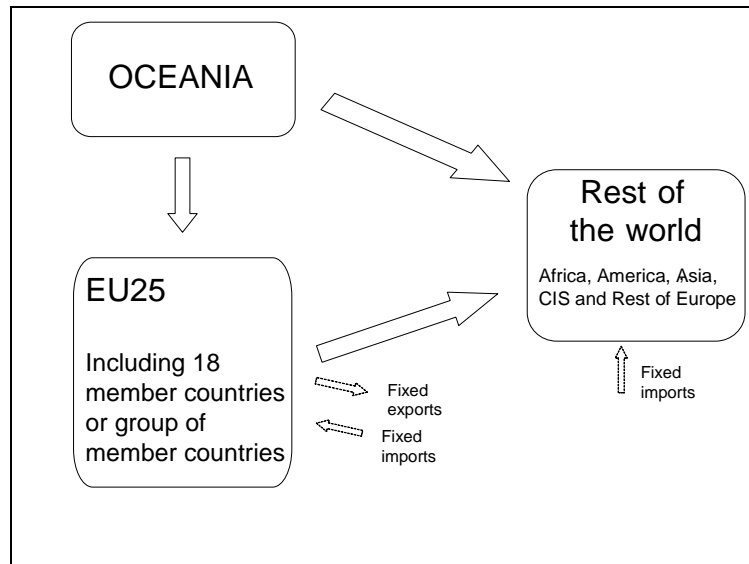 OCEANIA
Rest of
the world
Africa, America, Asia,
CIS and Rest of Europe
EU25
Including 18
member countries
or group of
member countries
Fixed
exports
Fixed
imports
Fixed
imports